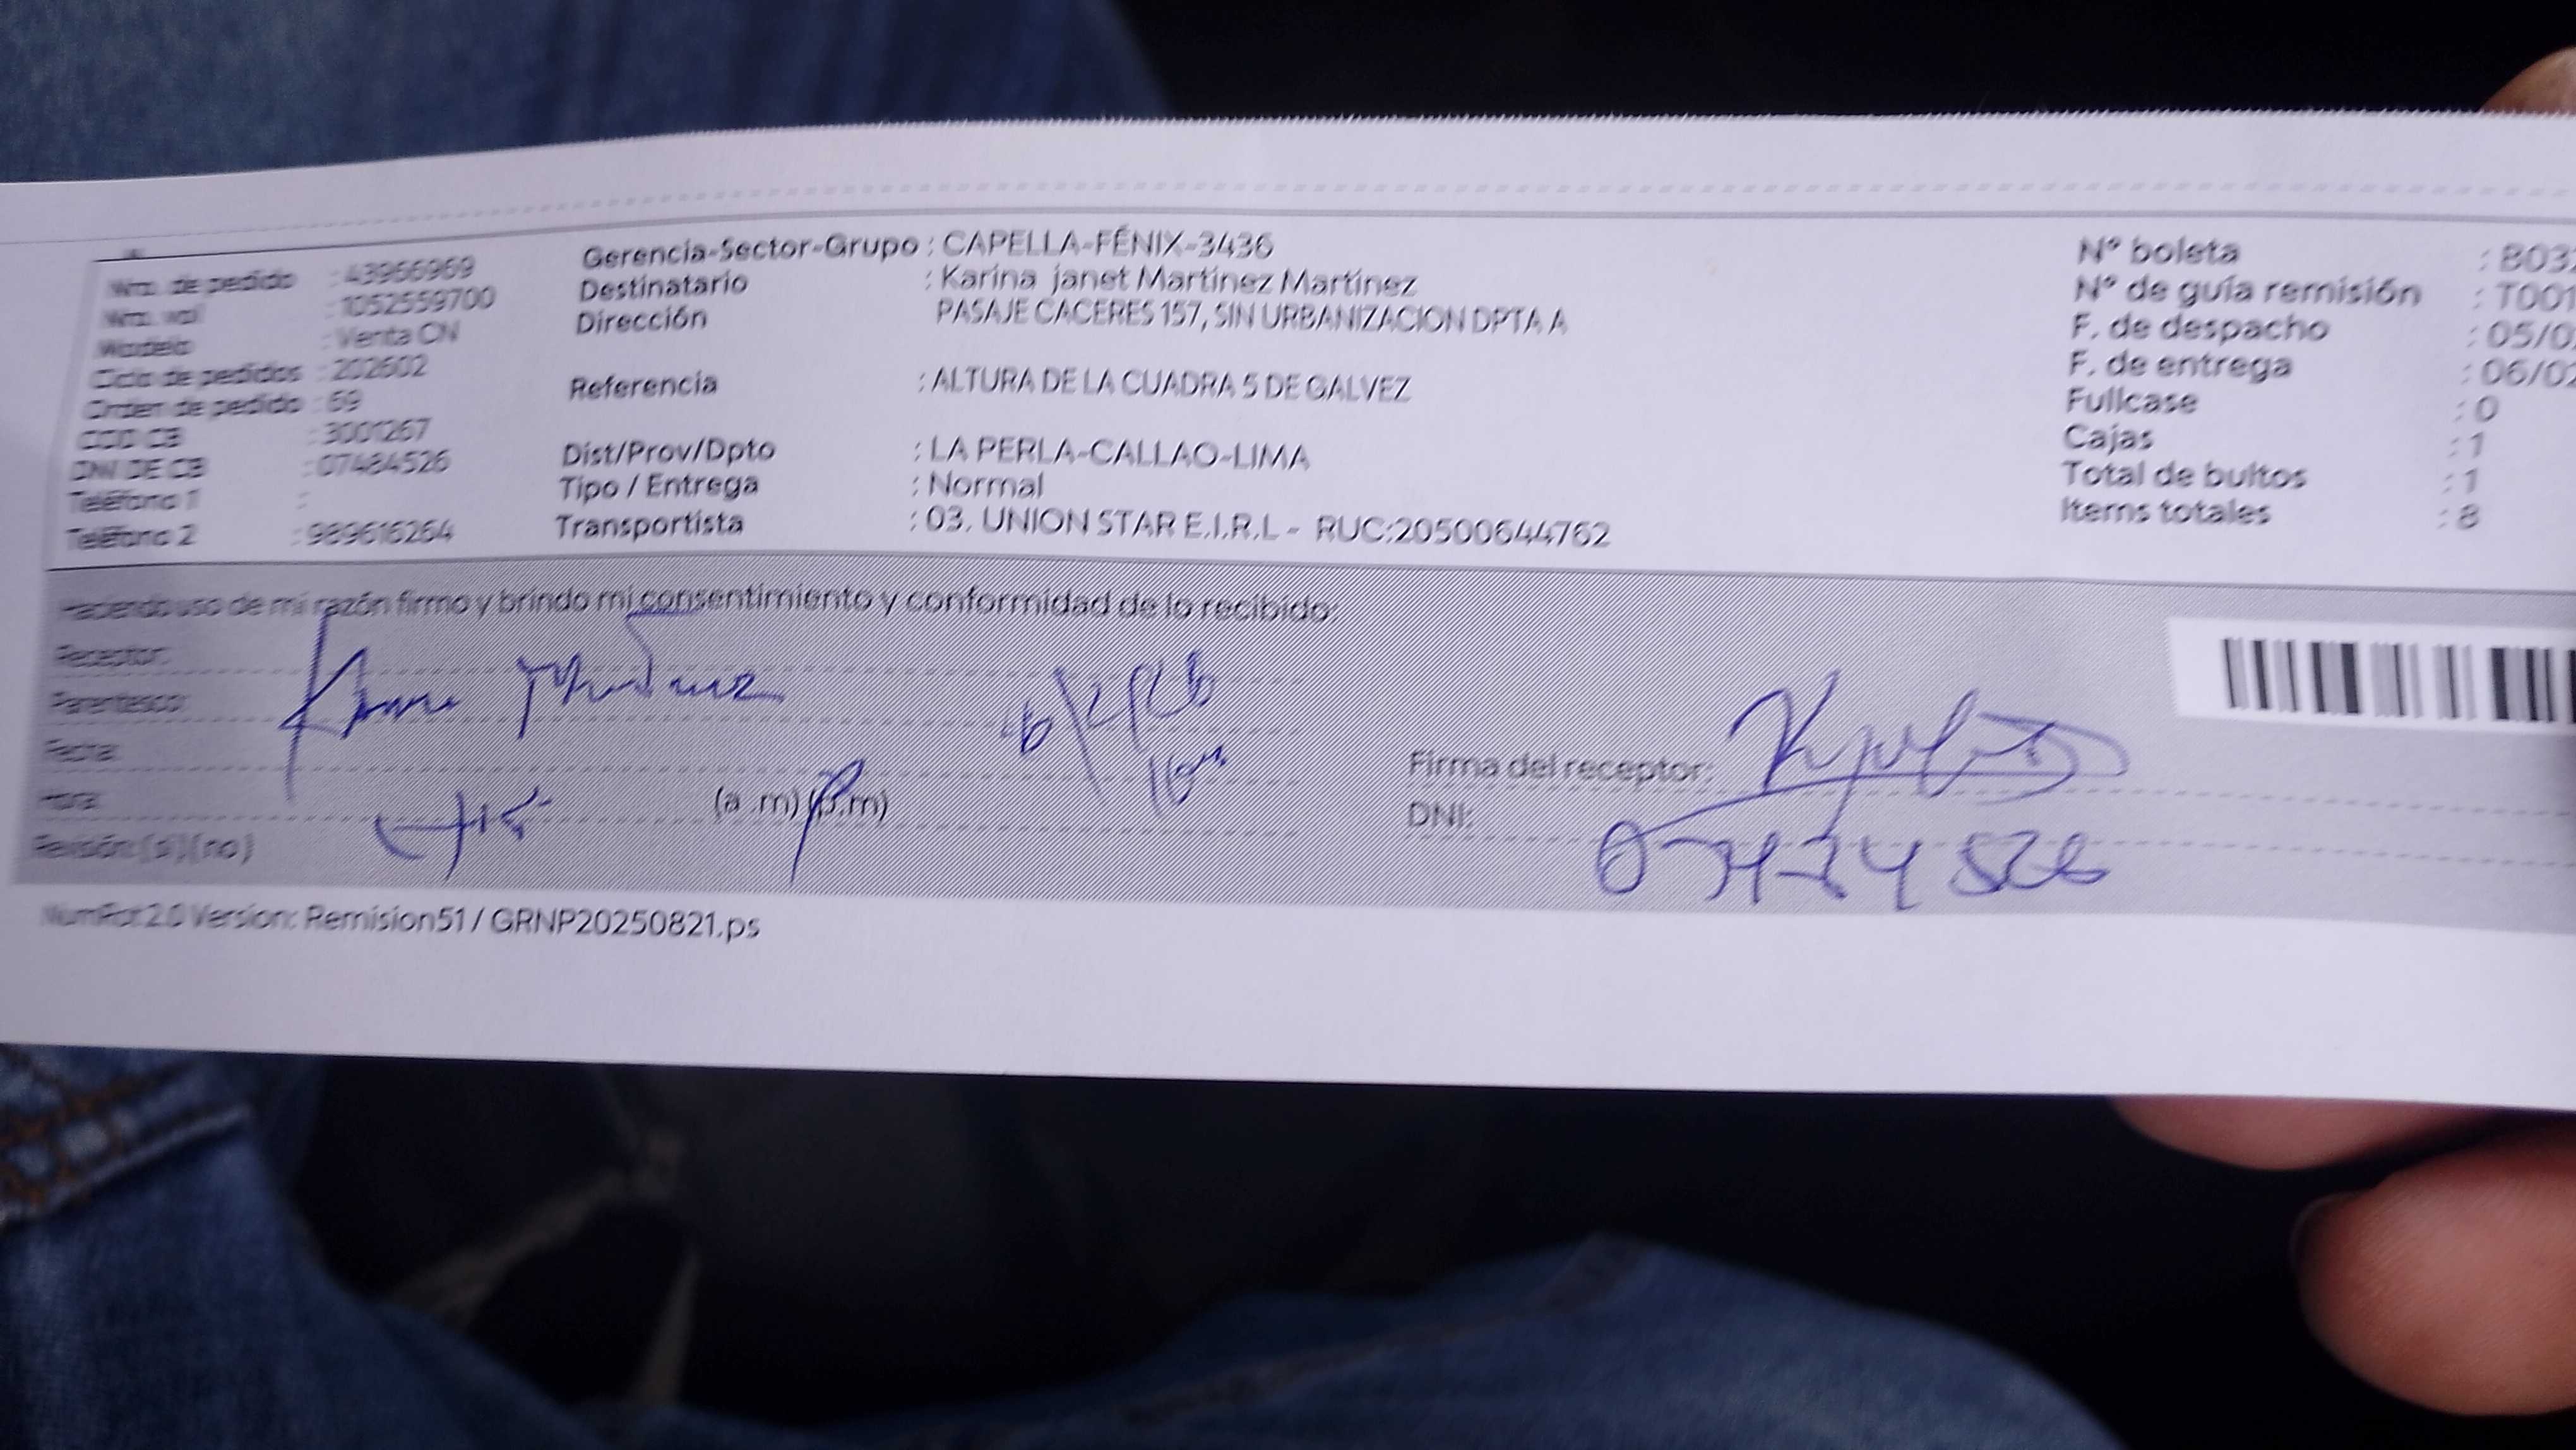 Nro. de pedido : 43966969
Nro. vol : 1052559700
Modelo : Venta CN
Ciclo de pedidos : 202602
Orden de pedido : 69
COD CB : 3001267
DNI DE CB : 07484526
Teléfono 1 :
Teléfono 2 : 989616264
Gerencia-Sector-Grupo : CAPELLA-FÉNIX-3436
Destinatario : Karina janet Martinez Martinez
Dirección PASAJE CACERES 157, SIN URBANIZACION DPTA A
Referencia : ALTURA DE LA CUADRA 5 DE GALVEZ
Dist/Prov/Dpto : LA PERLA-CALLAO-LIMA
Tipo / Entrega : Normal
Transportista : 03. UNION STAR E.I.R.L - RUC:20500644762
N° boleta : B03
N° de guía remisión : T001
F. de despacho : 05/0
F. de entrega : 06/02
Fullcase : 0
Cajas : 1
Total de bultos : 1
Items totales : 8
Haciendo uso de mi razón firmo y brindo mi consentimiento y conformidad de lo recibido:
Receptor:
Parentesco:
Fecha:
Hora: (a .m) (p.m)
Revisión: (si) (no)
Firma del receptor:
DNI:
NumRot 2.0 Version: Remision51 / GRNP20250821.ps